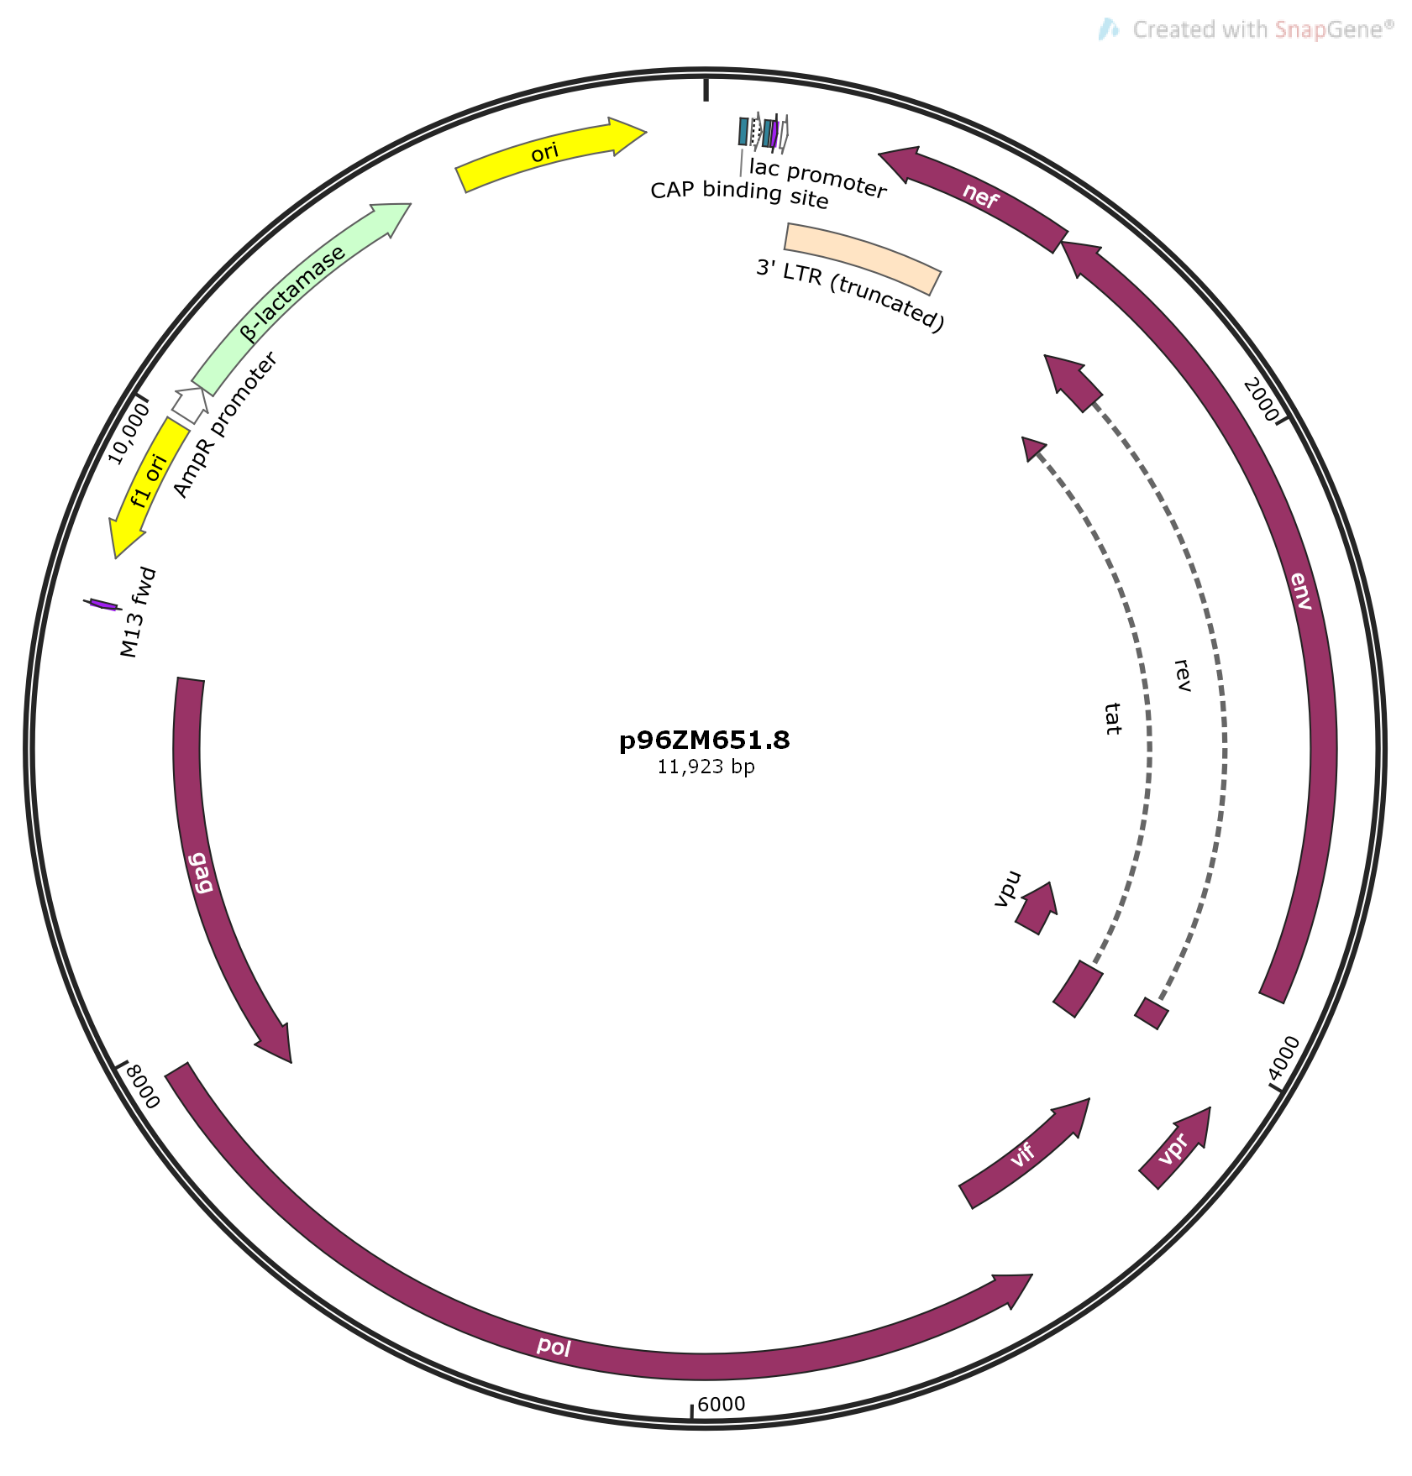 Created with SnapGene®
ori
lac promoter
CAP binding site
nef
3' LTR (truncated)
β-lactamase
AmpR promoter
10,000
2000
f1 ori
M13 fwd
env
rev
tat
p96ZM651.8
11,923 bp
gag
vpu
4000
8000
vif
vpr
pol
6000